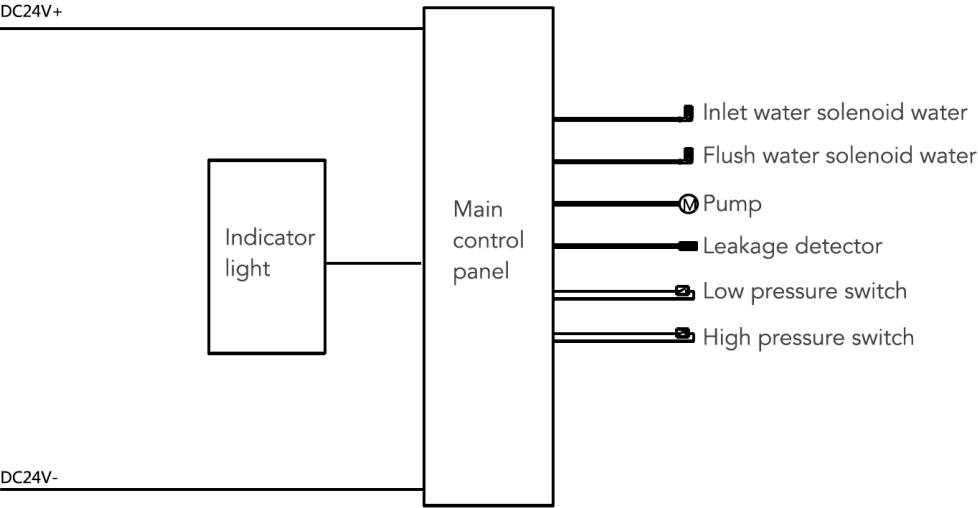 DC24V+
Inlet water solenoid water
Flush water solenoid water
Main
control
panel
M
Pump
Indicator
light
Leakage detector
Low pressure switch
High pressure switch
DC24V-